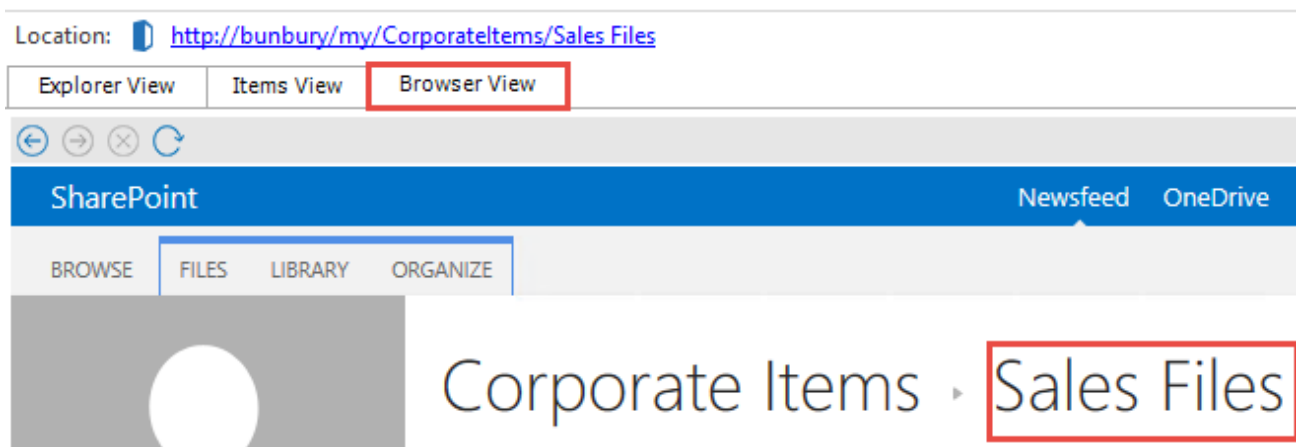 Location: http://bunbury/my/CorporateItems/Sales Files
Explorer View Items View Browser View
SharePoint Newsfeed OneDrive
BROWSE FILES LIBRARY ORGANIZE
Corporate Items ▸ Sales Files